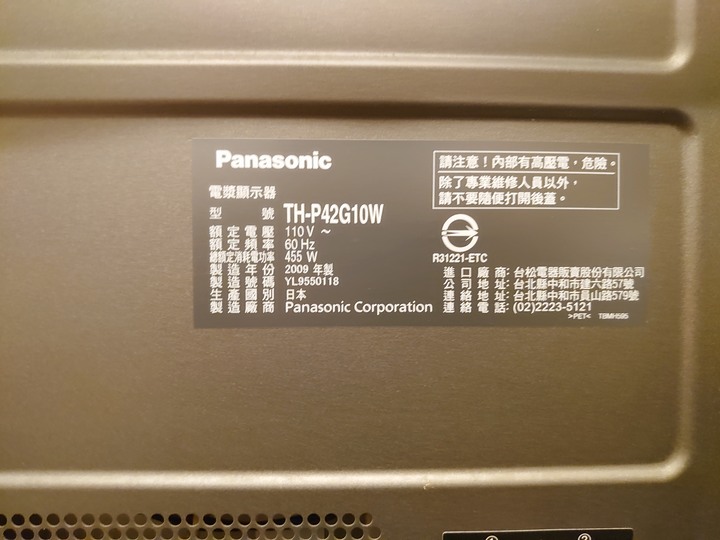 Panasonic
電漿顯示器
型 號 TH-P42G10W
額定電壓 110V ~
額定頻率 60 Hz
總額定消耗電功率 455 W
製造年份 2009 年製
製造號碼 YL9550118
生產國別 日本
製造廠商 Panasonic Corporation
請注意！內部有高壓電，危險。
除了專業維修人員以外，
請不要隨便打開後蓋。
R31221-ETC
進口廠商：台松電器販賣股份有限公司
公司地址：台北縣中和市建六路57號
連絡地址：台北縣中和市員山路579號
連絡電話：(02)2223-5121
>PET< TBMH595
① ②